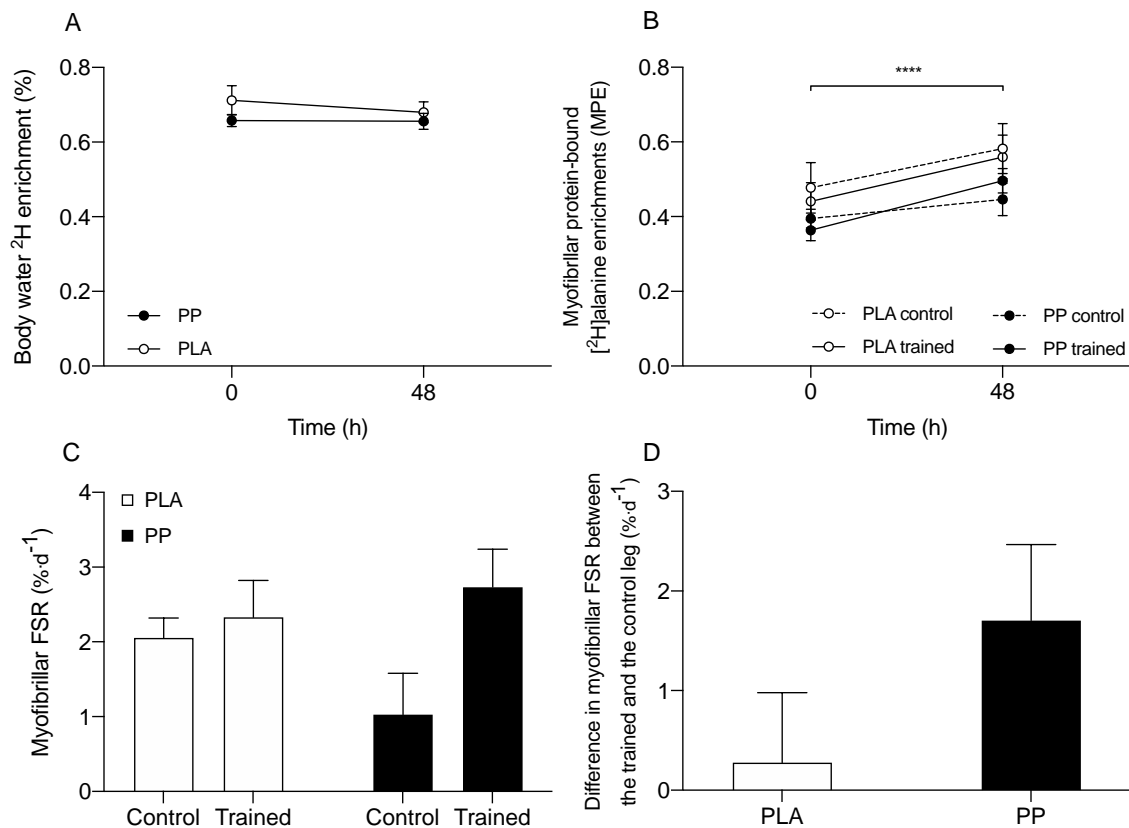 A
Body water ²H enrichment (%)
0.8
0.6
0.4
0.2
0.0
PP
PLA
0
48
Time (h)
B
Myofibrllar protein-bound
[²H]alanine enrichments (MPE)
0.8
0.6
0.4
0.2
0.0
****
PLA control
PP control
PLA trained
PP trained
0
48
Time (h)
C
Myofibrillar FSR (%·d⁻¹)
4
3
2
1
0
PLA
PP
Control
Trained
Control
Trained
D
Difference in myofibrillar FSR between
the trained and the control leg (%·d⁻¹)
3
2
1
0
PLA
PP